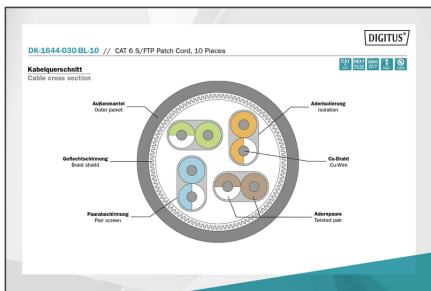 DIGITUS®
DK-1644-030-BL-10 // CAT 6 S/FTP Patch Cord, 10 Pieces
Kabelquerschnitt
Cable cross section
Außenmantel
Outer jacket
Aderisolierung
Isolation
Geflechtschirmung
Braid shield
Cu-Draht
Cu-Wire
Paarabschirmung
Pair screen
Adernpaare
Twisted pair